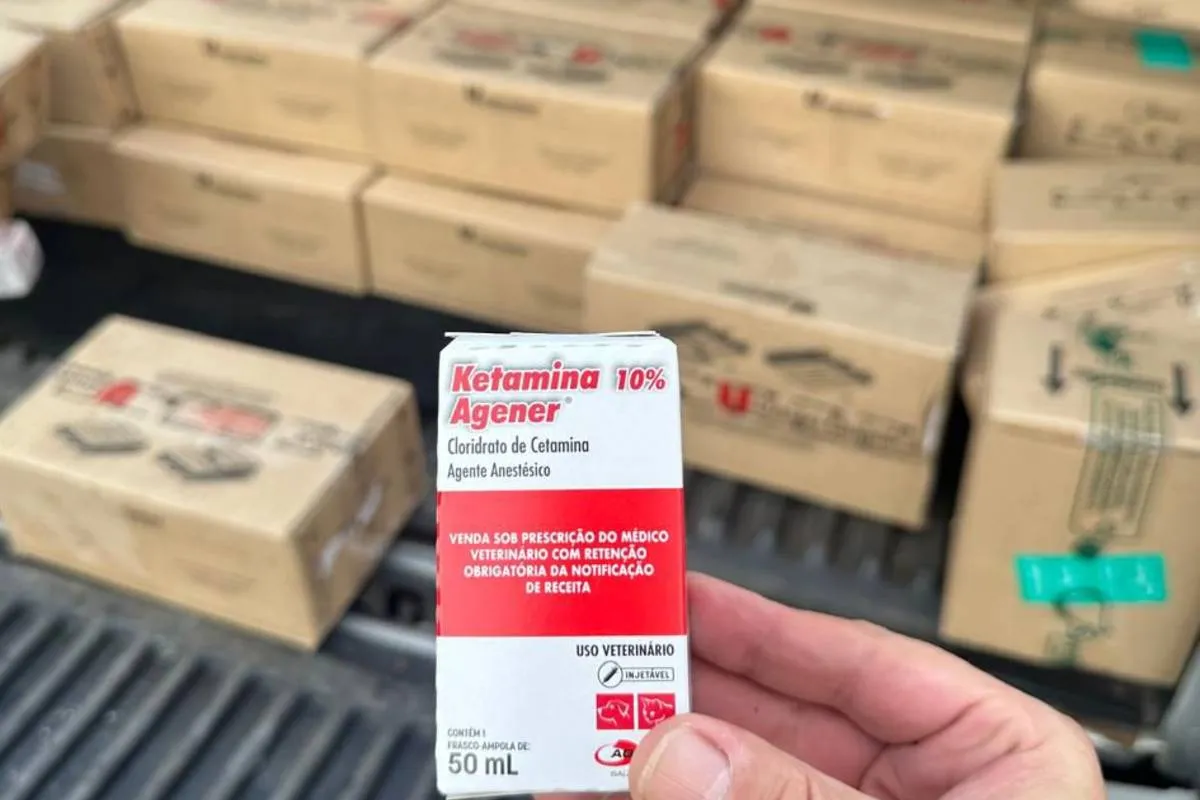 Ketamina 10%
Agener®
Cloridrato de Cetamina
Agente Anestésico
VENDA SOB PRESCRIÇÃO DO MÉDICO
VETERINÁRIO COM RETENÇÃO
OBRIGATÓRIA DA NOTIFICAÇÃO
DE RECEITA
USO VETERINÁRIO
INJETÁVEL
CONTÉM 1
FRASCO-AMPOLA DE:
50 mL